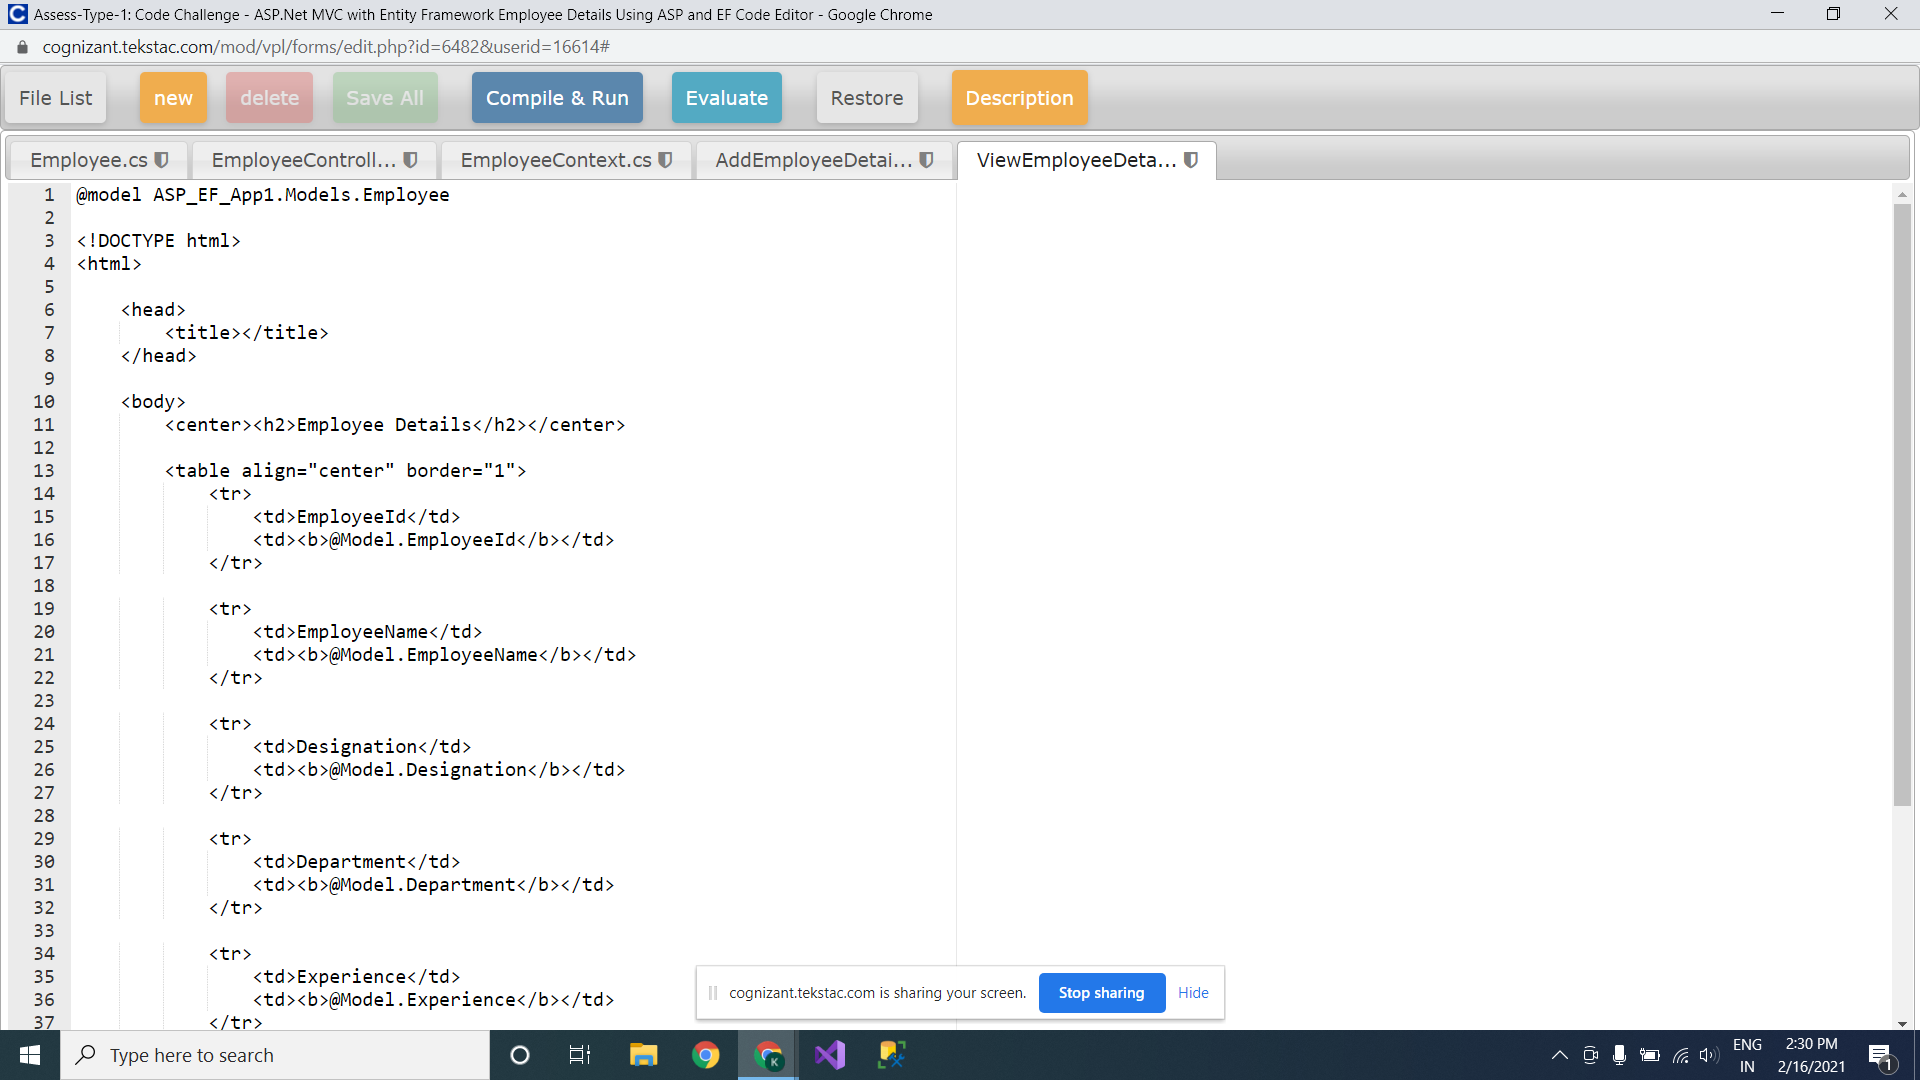 Assess-Type-1: Code Challenge - ASP.Net MVC with Entity Framework Employee Details Using ASP and EF Code Editor - Google Chrome
cognizant.tekstac.com/mod/vpl/forms/edit.php?id=6482&userid=16614#
File List new delete Save All Compile & Run Evaluate Restore Description
Employee.cs EmployeeControll... EmployeeContext.cs AddEmployeeDetai... ViewEmployeeDeta...
1 @model ASP_EF_App1.Models.Employee
2
3 <!DOCTYPE html>
4 <html>
5
6 <head>
7 <title></title>
8 </head>
9
10 <body>
11 <center><h2>Employee Details</h2></center>
12
13 <table align="center" border="1">
14 <tr>
15 <td>EmployeeId</td>
16 <td><b>@Model.EmployeeId</b></td>
17 </tr>
18
19 <tr>
20 <td>EmployeeName</td>
21 <td><b>@Model.EmployeeName</b></td>
22 </tr>
23
24 <tr>
25 <td>Designation</td>
26 <td><b>@Model.Designation</b></td>
27 </tr>
28
29 <tr>
30 <td>Department</td>
31 <td><b>@Model.Department</b></td>
32 </tr>
33
34 <tr>
35 <td>Experience</td>
36 <td><b>@Model.Experience</b></td>
37 </tr>
cognizant.tekstac.com is sharing your screen. Stop sharing Hide
Type here to search
K
ENG
IN
2:30 PM
2/16/2021
1